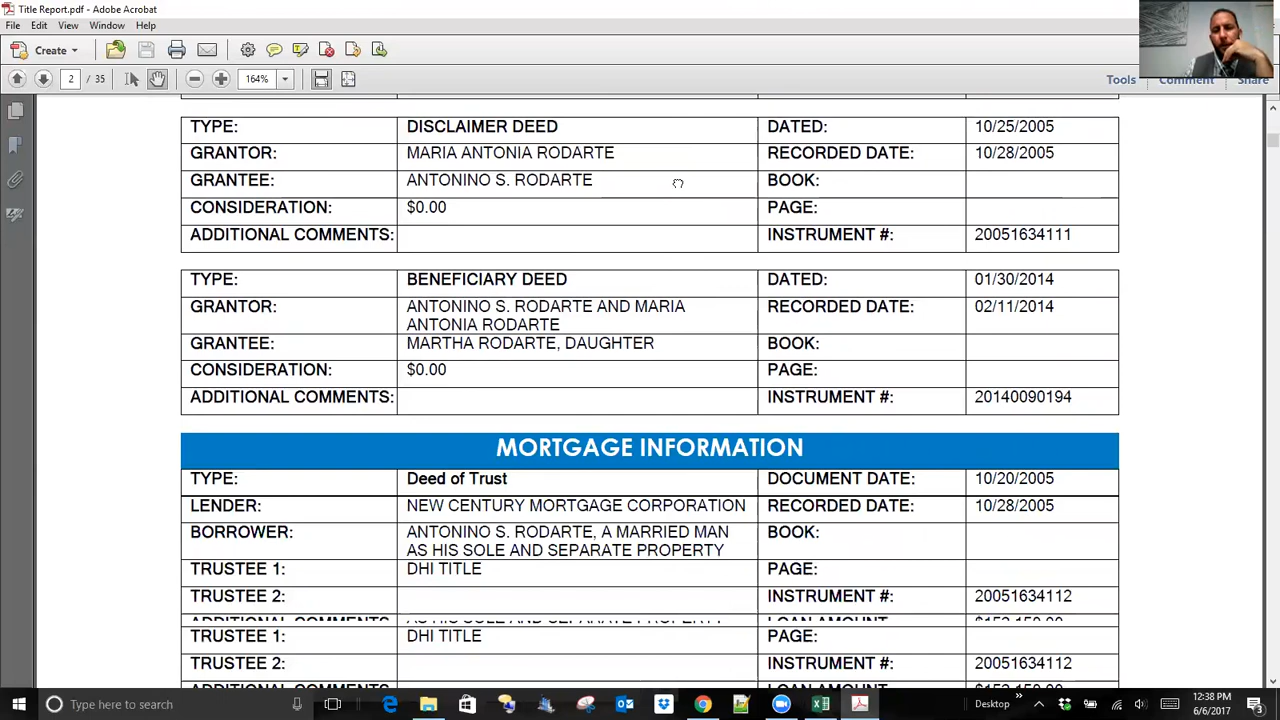 Title Report.pdf - Adobe Acrobat
File Edit View Window Help
Create
2 / 35 164% Tools Comment Share
TYPE: DISCLAIMER DEED DATED: 10/25/2005
GRANTOR: MARIA ANTONIA RODARTE RECORDED DATE: 10/28/2005
GRANTEE: ANTONINO S. RODARTE BOOK:
CONSIDERATION: $0.00 PAGE:
ADDITIONAL COMMENTS: INSTRUMENT #: 20051634111
TYPE: BENEFICIARY DEED DATED: 01/30/2014
GRANTOR: ANTONINO S. RODARTE AND MARIA RECORDED DATE: 02/11/2014
ANTONIA RODARTE
GRANTEE: MARTHA RODARTE, DAUGHTER BOOK:
CONSIDERATION: $0.00 PAGE:
ADDITIONAL COMMENTS: INSTRUMENT #: 20140090194
MORTGAGE INFORMATION
TYPE: Deed of Trust DOCUMENT DATE: 10/20/2005
LENDER: NEW CENTURY MORTGAGE CORPORATION RECORDED DATE: 10/28/2005
BORROWER: ANTONINO S. RODARTE, A MARRIED MAN BOOK:
AS HIS SOLE AND SEPARATE PROPERTY
TRUSTEE 1: DHI TITLE PAGE:
TRUSTEE 2: INSTRUMENT #: 20051634112
AS HIS SOLE AND SEPARATE PROPERTY
TRUSTEE 1: DHI TITLE PAGE:
TRUSTEE 2: INSTRUMENT #: 20051634112
Type here to search Desktop 12:38 PM
6/6/2017